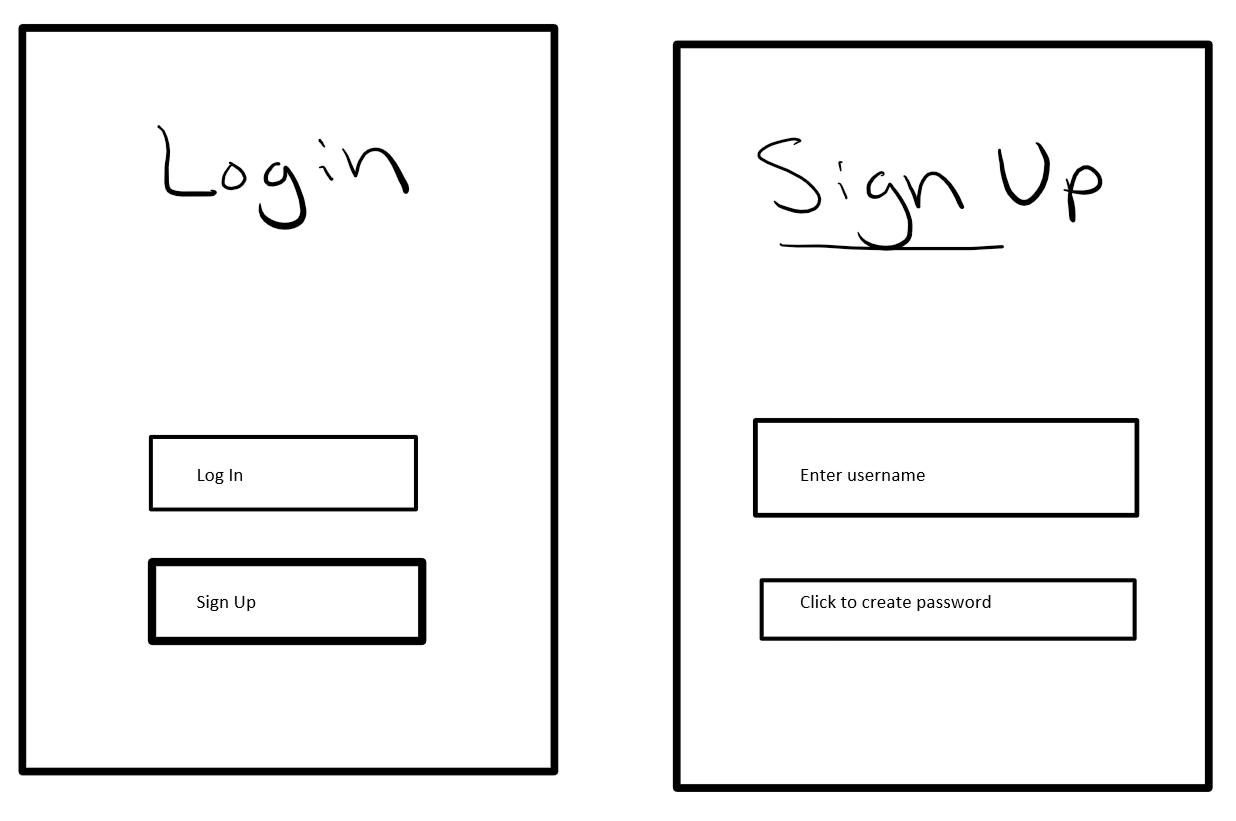 Login
Log In
Sign Up
Sign Up
Enter username
Click to create password